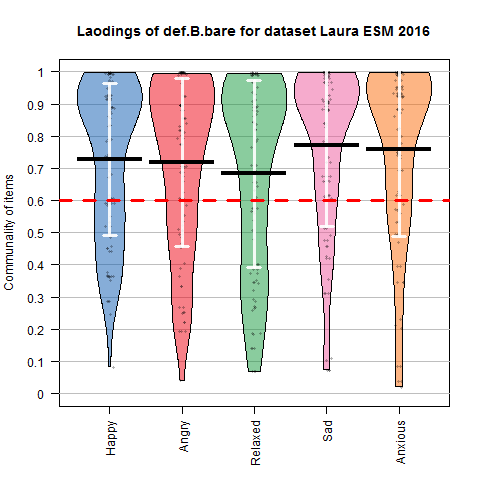 Laodings of def.B.bare for dataset Laura ESM 2016
Communality of items
1
0.9
0.8
0.7
0.6
0.5
0.4
0.3
0.2
0.1
0
Happy
Angry
Relaxed
Sad
Anxious